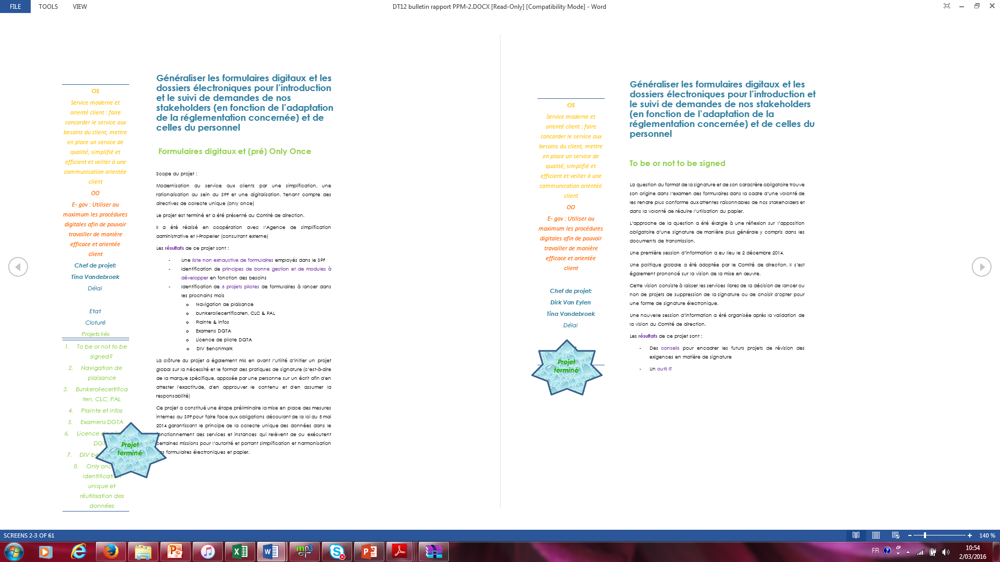 FILE TOOLS VIEW
DT12 bulletin rapport PPM-2.DOCX [Read-Only] [Compatibility Mode] - Word
OS
Service moderne et
orienté client : faire
concorder le service aux
besoins du client, mettre
en place un service de
qualité, simplifié et
efficient et veiller à une
communication orientée
client
OO
E- gov : Utiliser au
maximum les procédures
digitales afin de pouvoir
travailler de manière
efficace et orientée
client
Chef de projet:
Tina Vandebroek
Délai
Etat
Cloturé
Projets liés
1. To be or not to be
signed?
2. Navigation de
plaisance
3. Bunkeroliecertifica
ten, CLC, PAL
4. Plainte et infos
5. Examens DGTA
6. Licence
7. DIV
8. Only
identification
unique et
réutilisation des
données
Projet
terminé
Généraliser les formulaires digitaux et les
dossiers électroniques pour l’introduction
et le suivi de demandes de nos
stakeholders (en fonction de l’adaptation
de la réglementation concernée) et de
celles du personnel
Formulaires digitaux et (pré) Only Once
Scope du projet :
Modernisation du service aux clients par une simplification, une
rationalisation au sein du SPF et une digitalisation. Tenant compte des
directives de collecte unique (only once)
Le projet est terminé et a été présenté au Comité de direction.
Il a été réalisé en coopération avec l’Agence de simplification
administrative et I-Propeller (consultant externe)
Les résultats de ce projet sont :
- Une liste non exhaustive de formulaires employés dans le SPF
- Identification de principes de bonne gestion et de modules à
développer en fonction des besoins
- Identification de 6 projets pilotes de formulaires à lancer dans
les prochains mois
o Navigation de plaisance
o bunkeroliecertificaten, CLC & PAL
o Plainte & infos
o Examens DGTA
o Licence de pilote DGTA
o DIV Benchmark
La clôture du projet a également mis en avant l’utilité d’initier un projet
global sur la nécessité et le format des pratiques de signature (c’est-à-dire
de la marque spécifique, apposée par une personne sur un écrit afin d'en
attester l'exactitude, d'en approuver le contenu et d'en assumer la
responsabilité)
Ce projet a constitué une étape préliminaire la mise en place des mesures
internes au SPF pour faire face aux obligations découlant de la loi du 5 mai
2014 garantissant le principe de la collecte unique des données dans le
fonctionnement des services et instances qui relèvent de ou exécutent
certaines missions pour l’autorité et portant simplification et harmonisation
formulaires électroniques et papier.
OS
Service moderne et
orienté client : faire
concorder le service aux
besoins du client, mettre
en place un service de
qualité, simplifié et
efficient et veiller à une
communication orientée
client
OO
E- gov : Utiliser au
maximum les procédures
digitales afin de pouvoir
travailler de manière
efficace et orientée
client
Chef de projet:
Dirk Van Eylen
Tina Vandebroek
Délai
Projet
terminé
Généraliser les formulaires digitaux et les
dossiers électroniques pour l’introduction et
le suivi de demandes de nos stakeholders
(en fonction de l’adaptation de la
réglementation concernée) et de celles du
personnel
To be or not to be signed
La question du format de la signature et de son caractère obligatoire trouve
son origine dans l’examen des formulaires dans la cadre d’une volonté de
les rendre plus conforme aux attentes raisonnables de nos stakeholders et
dans la volonté de réduire l’utilisation du papier.
L’approche de la question a été élargie à une réflexion sur l’apposition
obligatoire d’une signature de manière plus générale y compris dans les
documents de transmission.
Une première session d’information a eu lieu le 2 décembre 2014.
Une politique globale a été adoptée par le Comité de direction. Il s’est
également prononcé sur la vision de la mise en œuvre.
Cette vision consiste à laisser les services libres de la décision de lancer ou
non de projets de suppression de la signature ou de choisir d’opter pour
une forme de signature électronique.
Une nouvelle session d’information a été organisée après la validation de
la vision du Comité de direction.
Les résultats de ce projet sont :
- Des conseils pour encadrer les futurs projets de révision des
exigences en matière de signature
- Un outil IT
SCREENS 2-3 OF 61
140 %
FR
10:54
2/03/2016